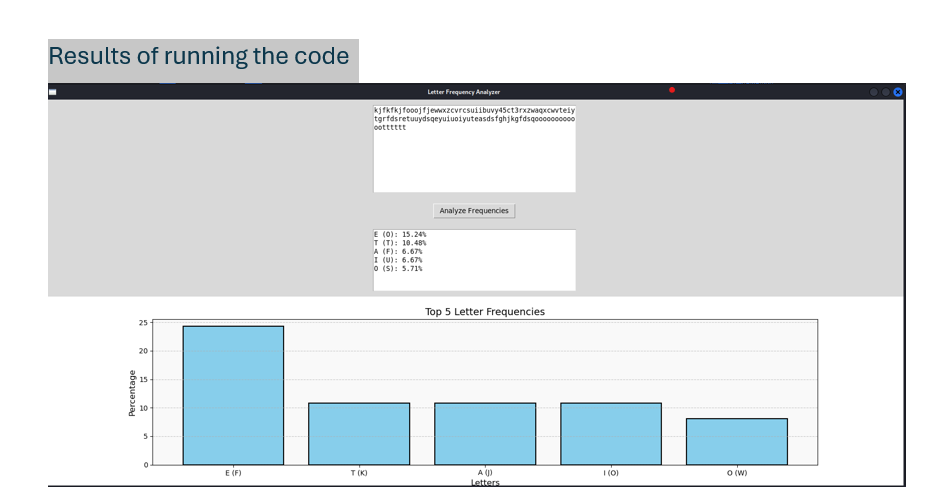 Results of running the code
Letter Frequency Analyzer
kjfkfkjfooojfjewwxzcvrcsuiibuvy45ct3rxzwaqxcwvteiy
tgrfdsretuuydsqeyuiuoiyuteasdsfghjkgfdsqoooooooooo
ootttttt
Analyze Frequencies
E (O): 15.24%
T (T): 10.48%
A (F): 6.67%
I (U): 6.67%
O (S): 5.71%
Top 5 Letter Frequencies
25
20
15
10
5
0
Percentage
E (F) T (K) A (J) I (O) O (W)
Letters